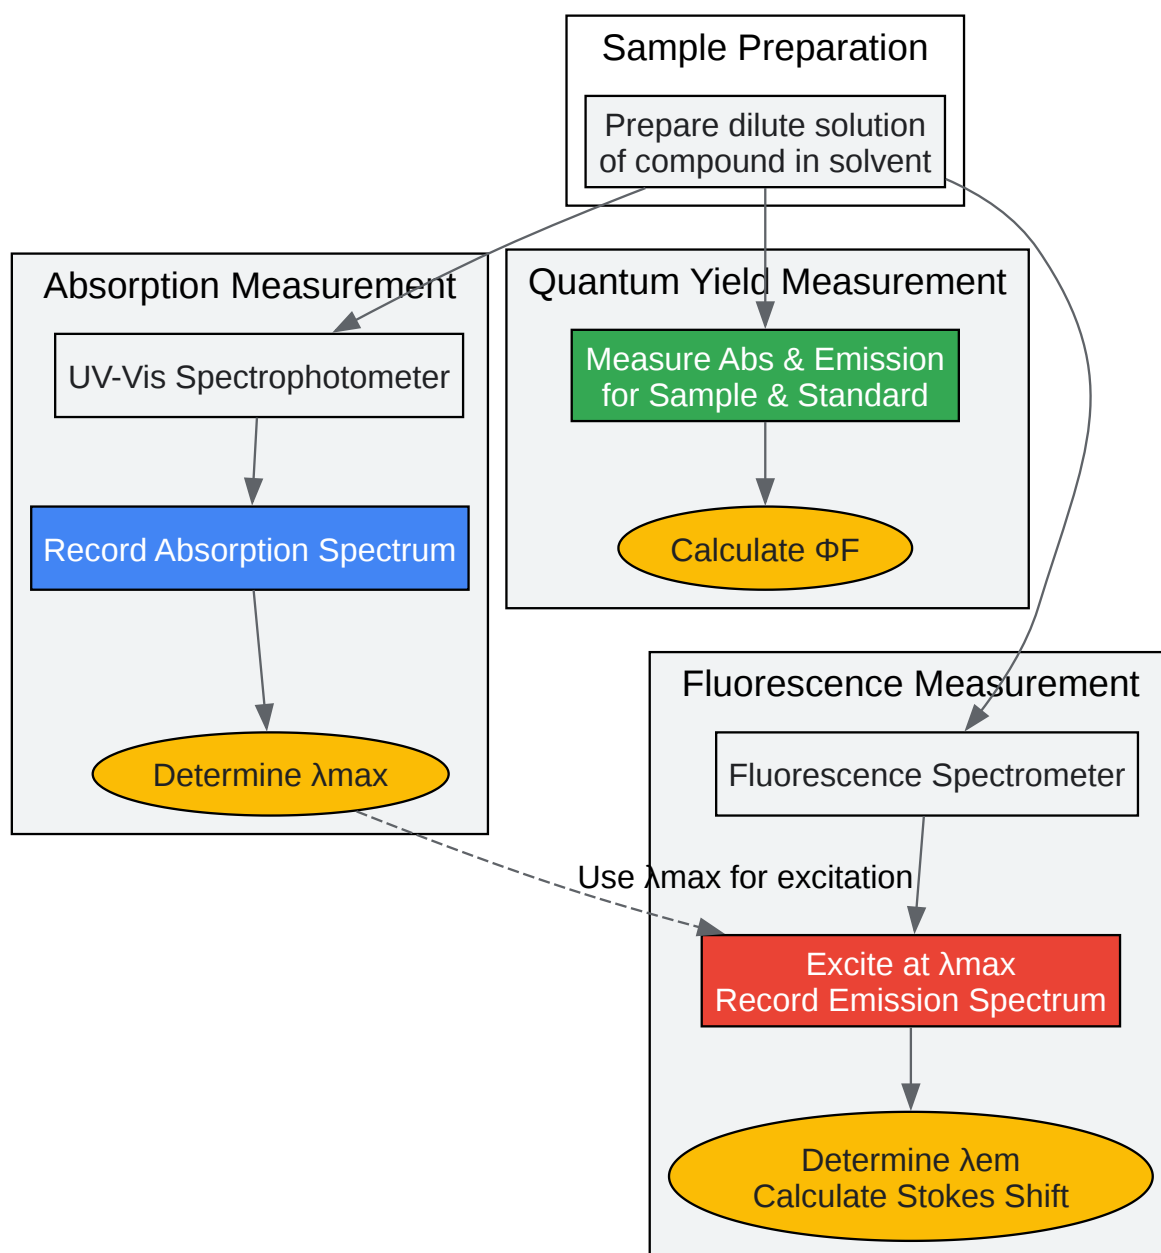 Sample Preparation
Prepare dilute solution
of compound in solvent
Absorption Measurement
UV-Vis Spectrophotometer
Record Absorption Spectrum
Determine λmax
Quantum Yield Measurement
Measure Abs & Emission
for Sample & Standard
Calculate ΦF
Fluorescence Measurement
Fluorescence Spectrometer
Use λmax for excitation
Excite at λmax
Record Emission Spectrum
Determine λem
Calculate Stokes Shift